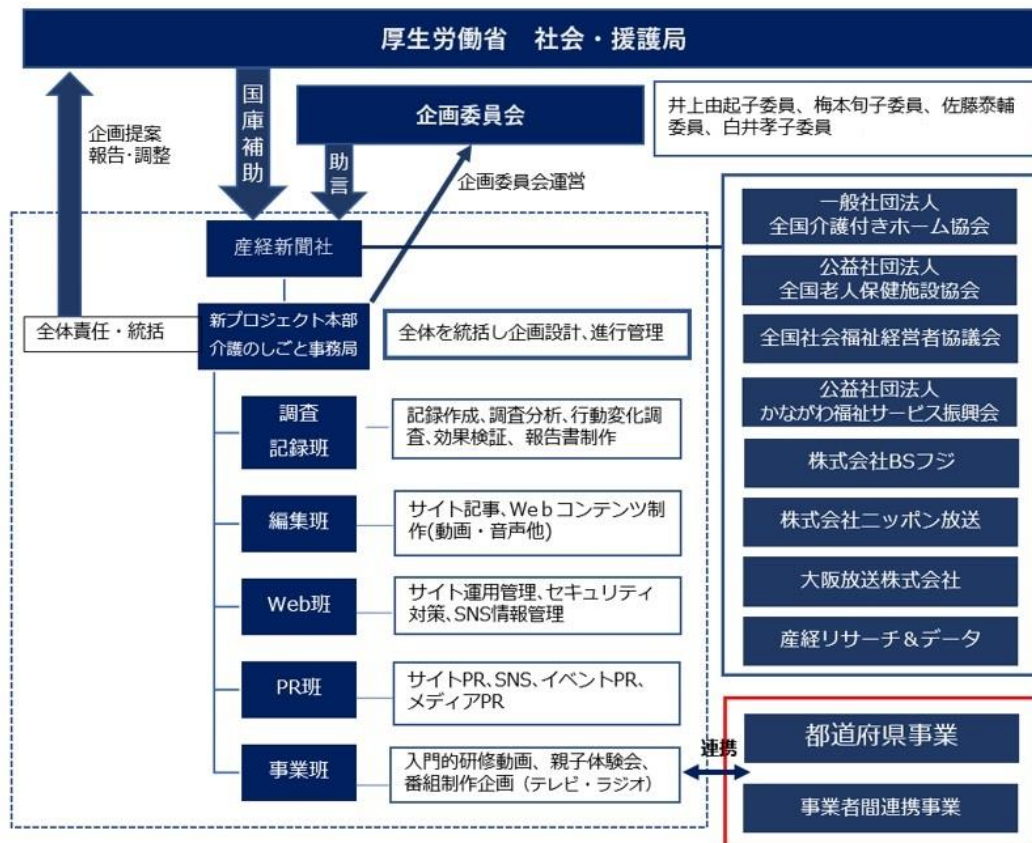 厚生労働省　社会・援護局
国庫補助
企画委員会
井上由起子委員、梅本旬子委員、佐藤泰輔
委員、白井孝子委員
企画提案
報告･調整
助言
企画委員会運営
産経新聞社
新プロジェクト本部
介護のしごと事務局
全体責任・統括
全体を統括し企画設計、進行管理
調査
記録班
記録作成、調査分析、行動変化調
査、効果検証、報告書制作
編集班
サイト記事、Ｗｅｂコンテンツ制
作(動画・音声他)
Web班
サイト運用管理、セキュリティ
対策、SNS情報管理
PR班
サイトPR、SNS、イベントPR、
メディアPR
事業班
入門的研修動画、親子体験会、
番組制作企画（テレビ・ラジオ）
連携
一般社団法人
全国介護付きホーム協会
公益社団法人
全国老人保健施設協会
全国社会福祉経営者協議会
公益社団法人
かながわ福祉サービス振興会
株式会社BSフジ
株式会社ニッポン放送
大阪放送株式会社
産経リサーチ＆データ
都道府県事業
事業者間連携事業